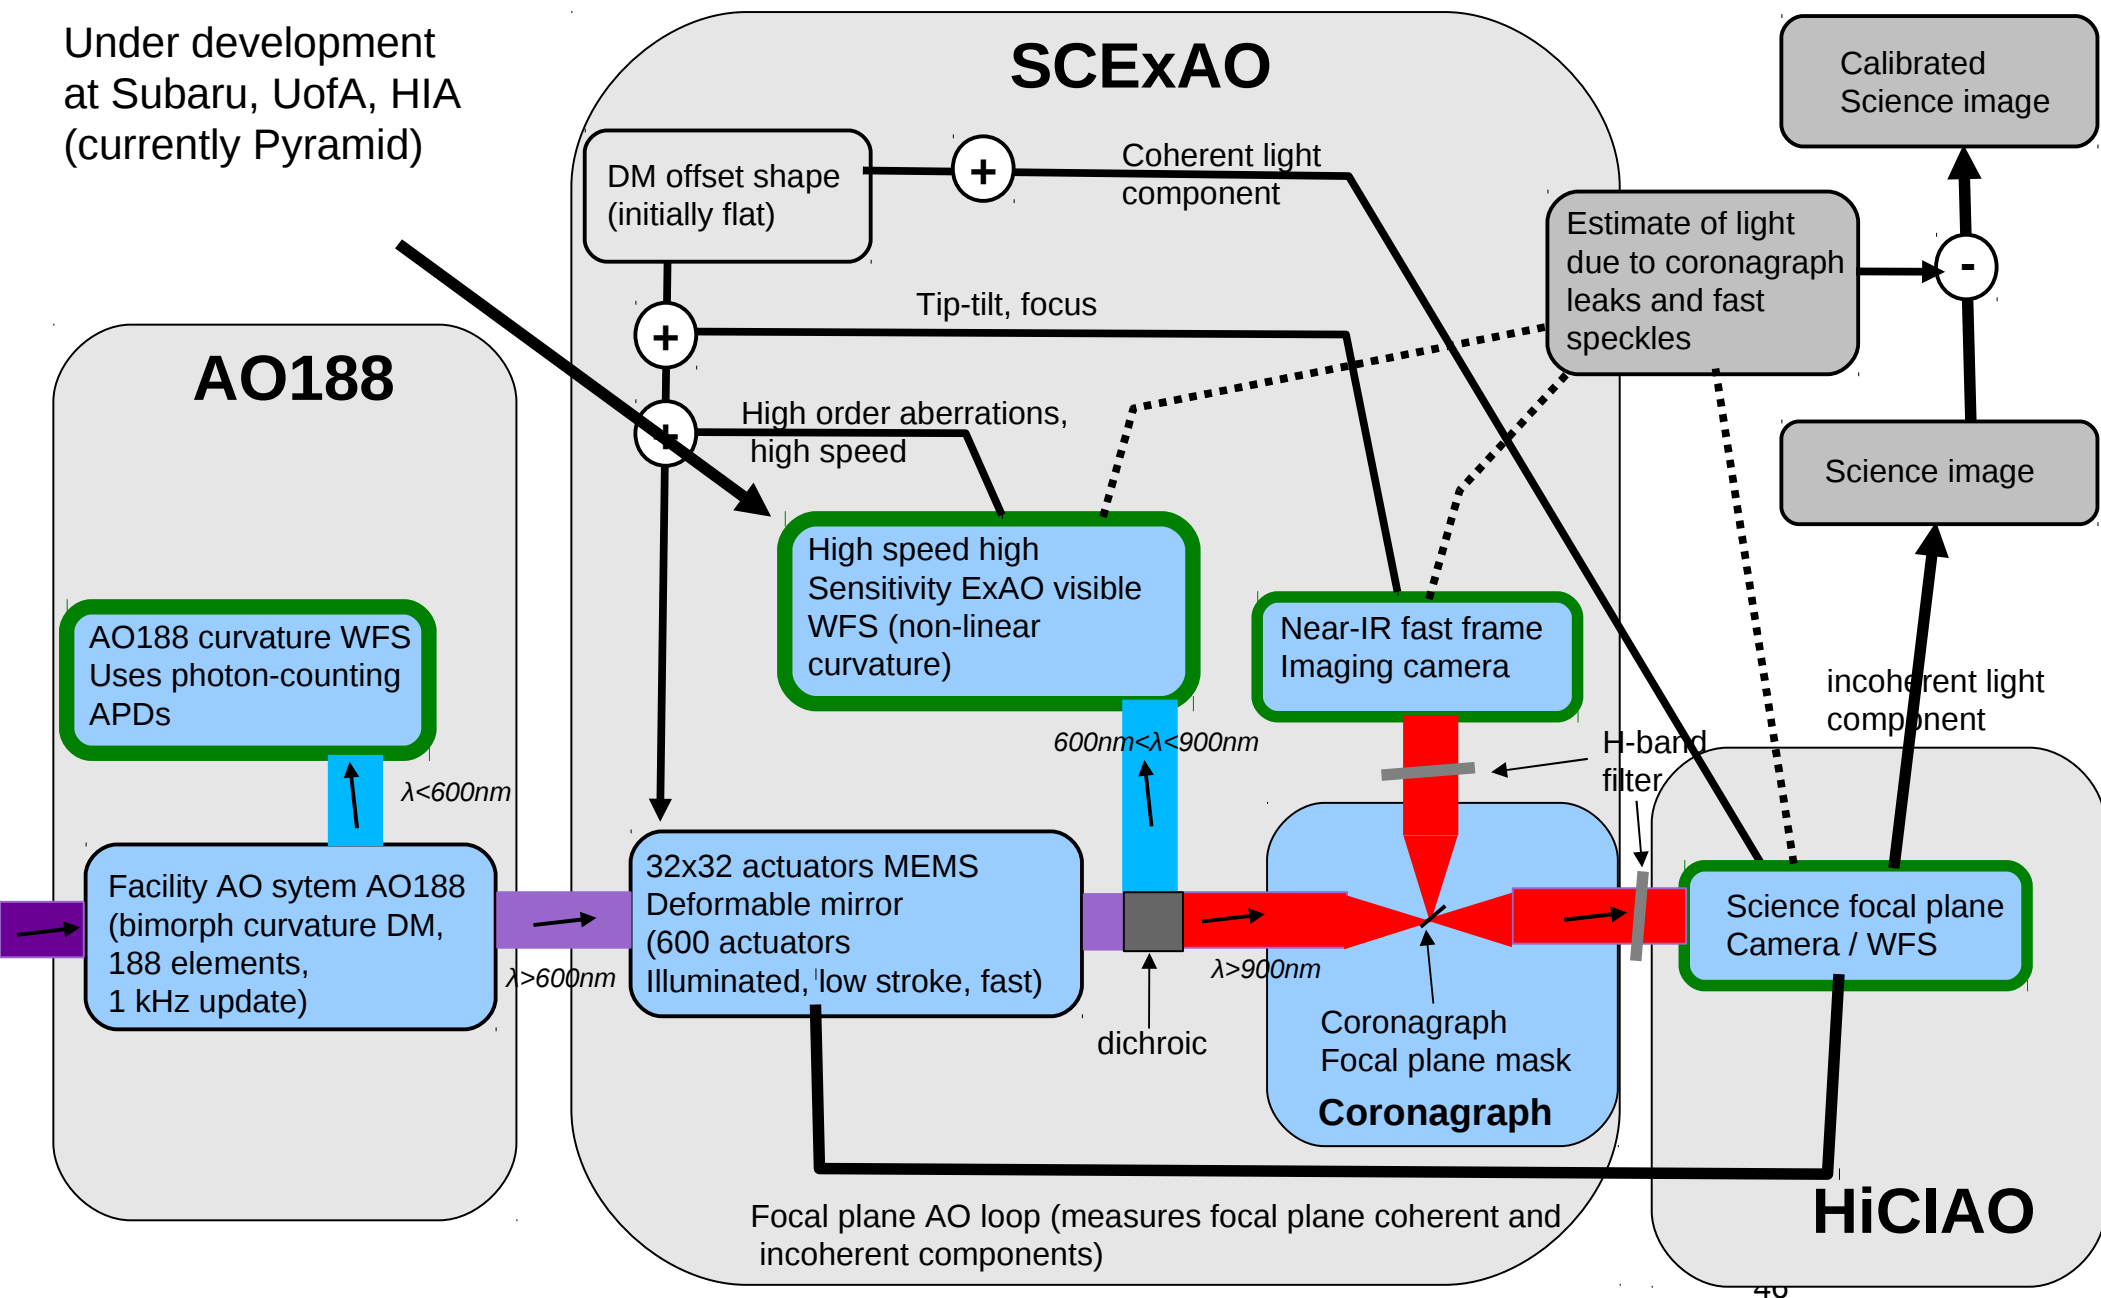 Under development
at Subaru, UofA, HIA
(currently Pyramid)
SCExAO
Calibrated
Science image
DM offset shape
(initially flat)
+
Coherent light
component
Estimate of light
due to coronagraph
leaks and fast
speckles
-
Tip-tilt, focus
+
AO188
High order aberrations,
high speed
+
Science image
High speed high
Sensitivity ExAO visible
WFS (non-linear
curvature)
Near-IR fast frame
Imaging camera
AO188 curvature WFS
Uses photon-counting
APDs
incoherent light
component
600nm<λ<900nm
H-band
filter
λ<600nm
Facility AO sytem AO188
(bimorph curvature DM,
188 elements,
1 kHz update)
32x32 actuators MEMS
Deformable mirror
(600 actuators
Illuminated, low stroke, fast)
Science focal plane
Camera / WFS
λ>600nm
λ>900nm
dichroic
Coronagraph
Focal plane mask
Coronagraph
HiCIAO
Focal plane AO loop (measures focal plane coherent and
incoherent components)
46